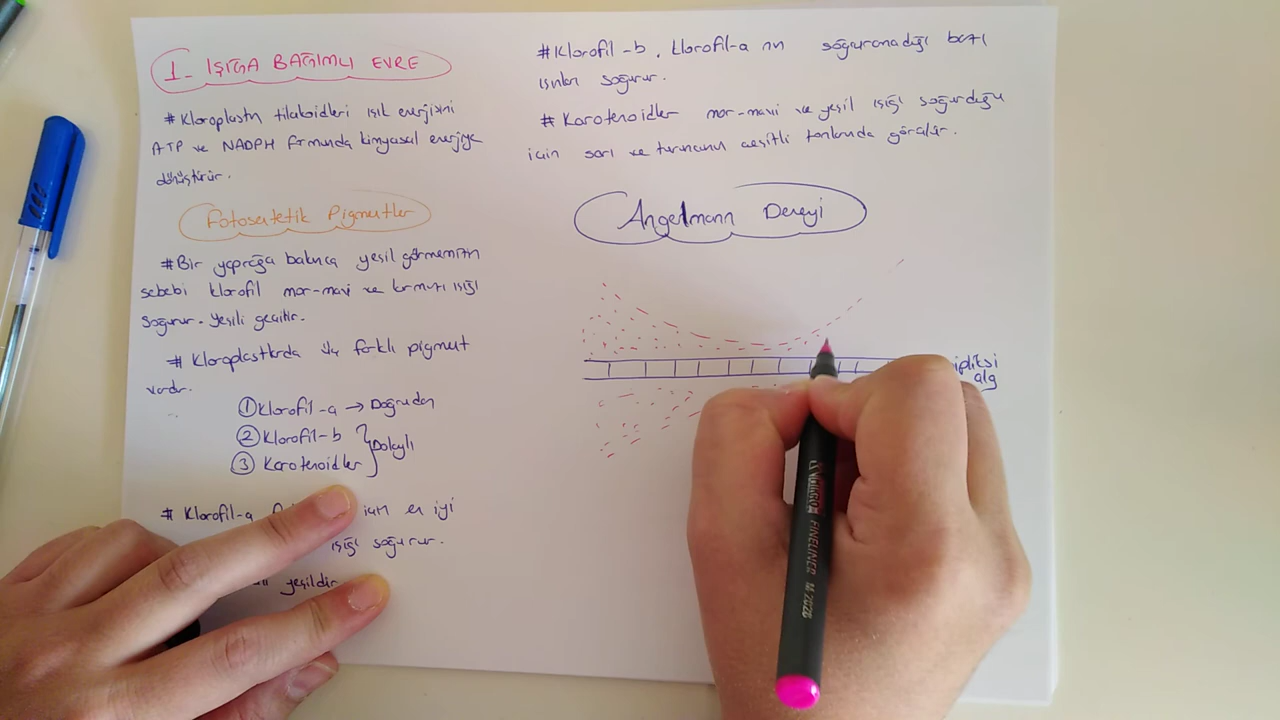 1- IŞIĞA BAĞIMLI EVRE
# Kloroplastın tilakoidleri ışık enerjisini
ATP ve NADPH formunda kimyasal enerjiye
dönüştürür.
Fotosentetik Pigmentler
# Bir yaprağa bakınca yeşil görmemizin
sebebi klorofil mor-mavi ve kırmızı ışığı
soğurur. Yeşili geçirir.
# Kloroplastlarda üç farklı pigment
vardır.
① Klorofil-a → Doğrudan
② Klorofil-b
③ Karotenoidler
Dolaylı
# Klorofil-a için en iyi
ışığı soğurur.
yeşildir
# Klorofil-b, klorofil-a nın soğuramadığı bazı
ışınları soğurur.
# Karotenoidler mor-mavi ve yeşil ışığı soğurduğu
için sarı ve turuncunun çeşitli tonlarında görülür.
Angelmann Deneyi
ipliksi
alg
FINELINER